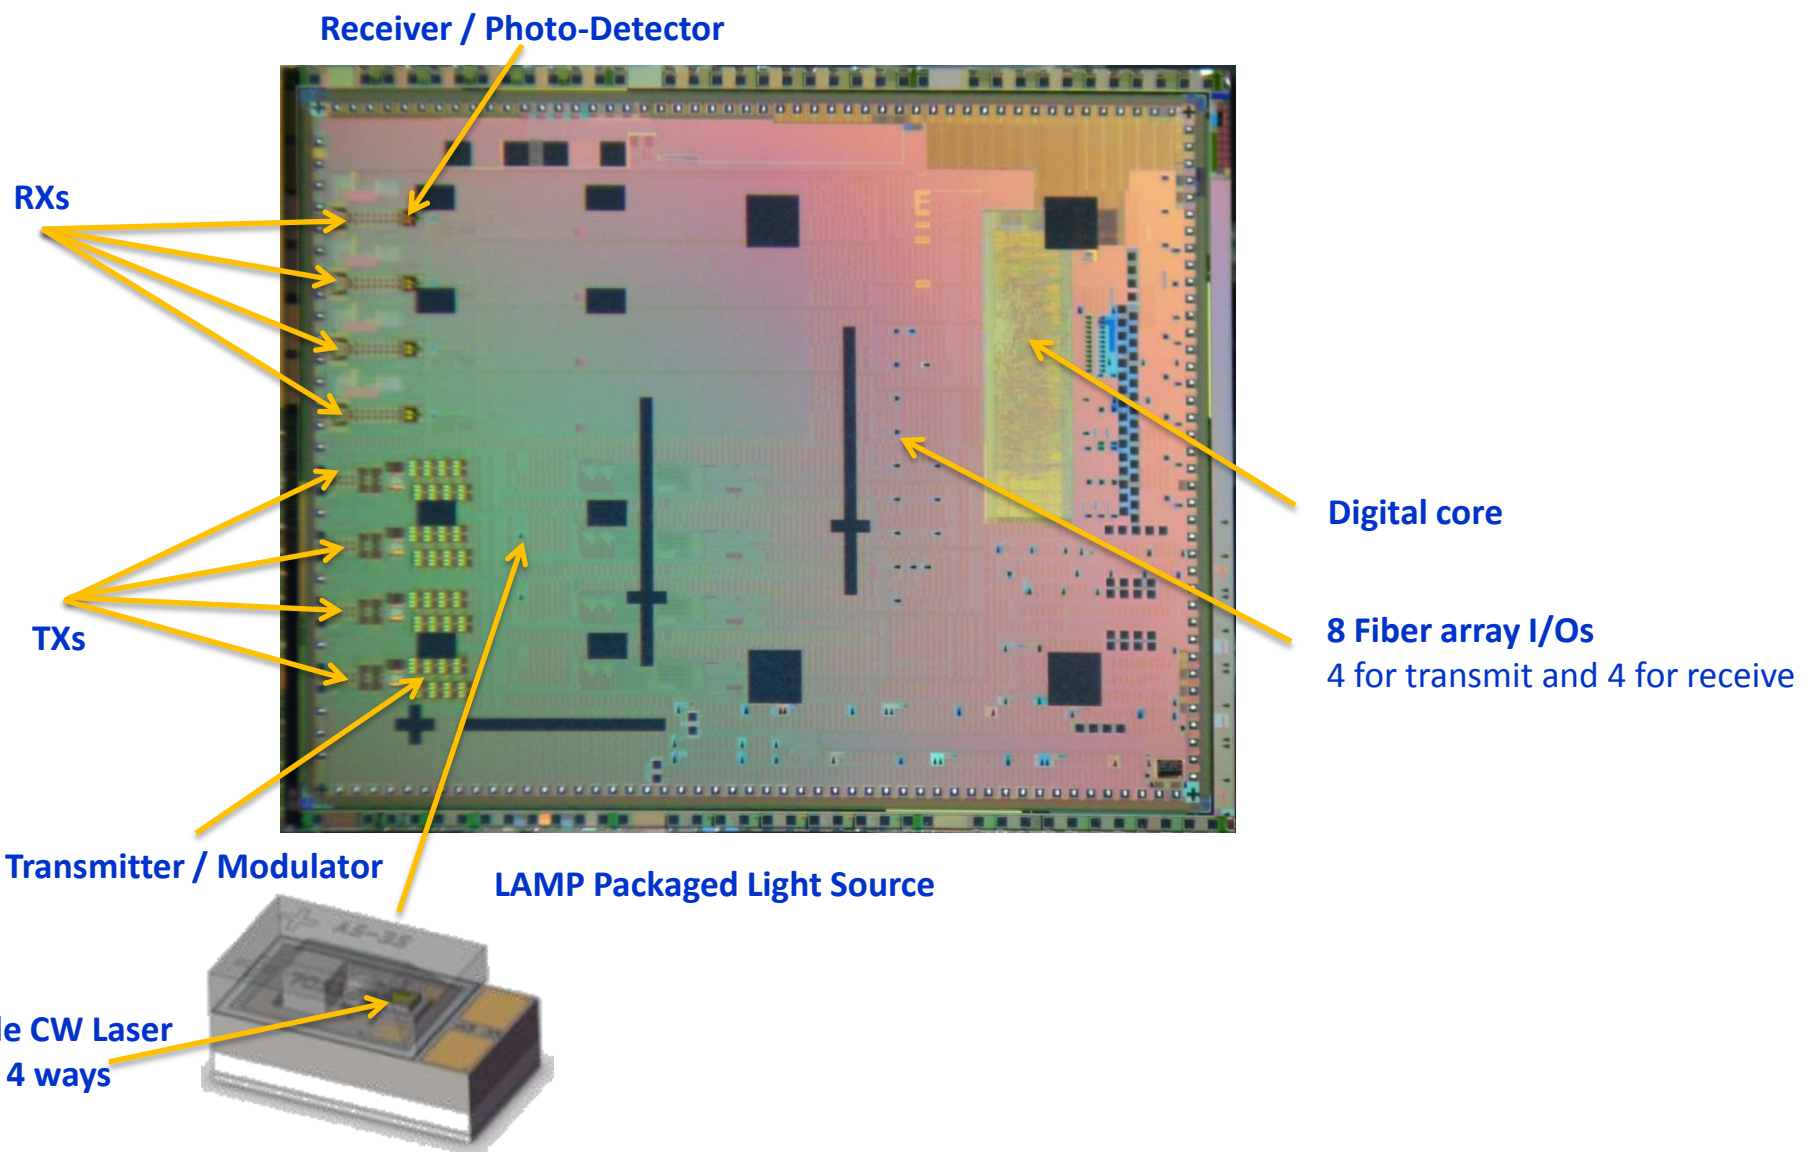 Receiver / Photo-Detector
RXs
TXs
Digital core
8 Fiber array I/Os
4 for transmit and 4 for receive
Transmitter / Modulator
LAMP Packaged Light Source
CW Laser
4 ways